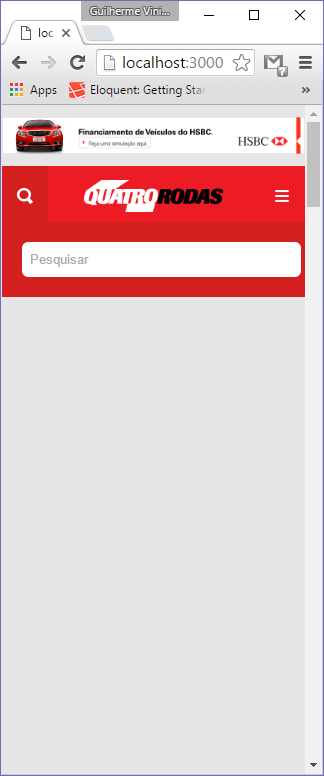 Guilherme Vini...
loc
localhost:3000
Apps
Eloquent: Getting Star
»
Financiamento de Veículos do HSBC.
Faça uma simulação aqui.
HSBC
QUATRO RODAS
Pesquisar